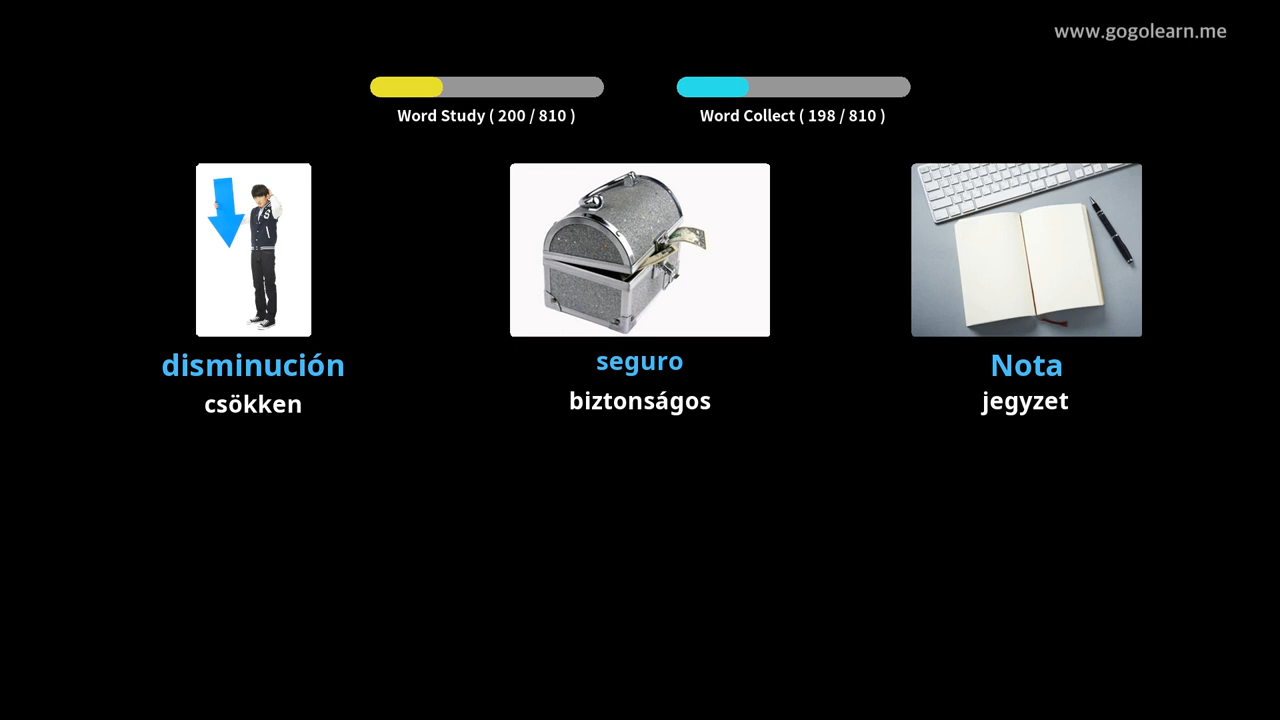 www.gogolearn.me
Word Study ( 200 / 810 )
Word Collect ( 198 / 810 )
disminución
csökken
seguro
biztonságos
Nota
jegyzet